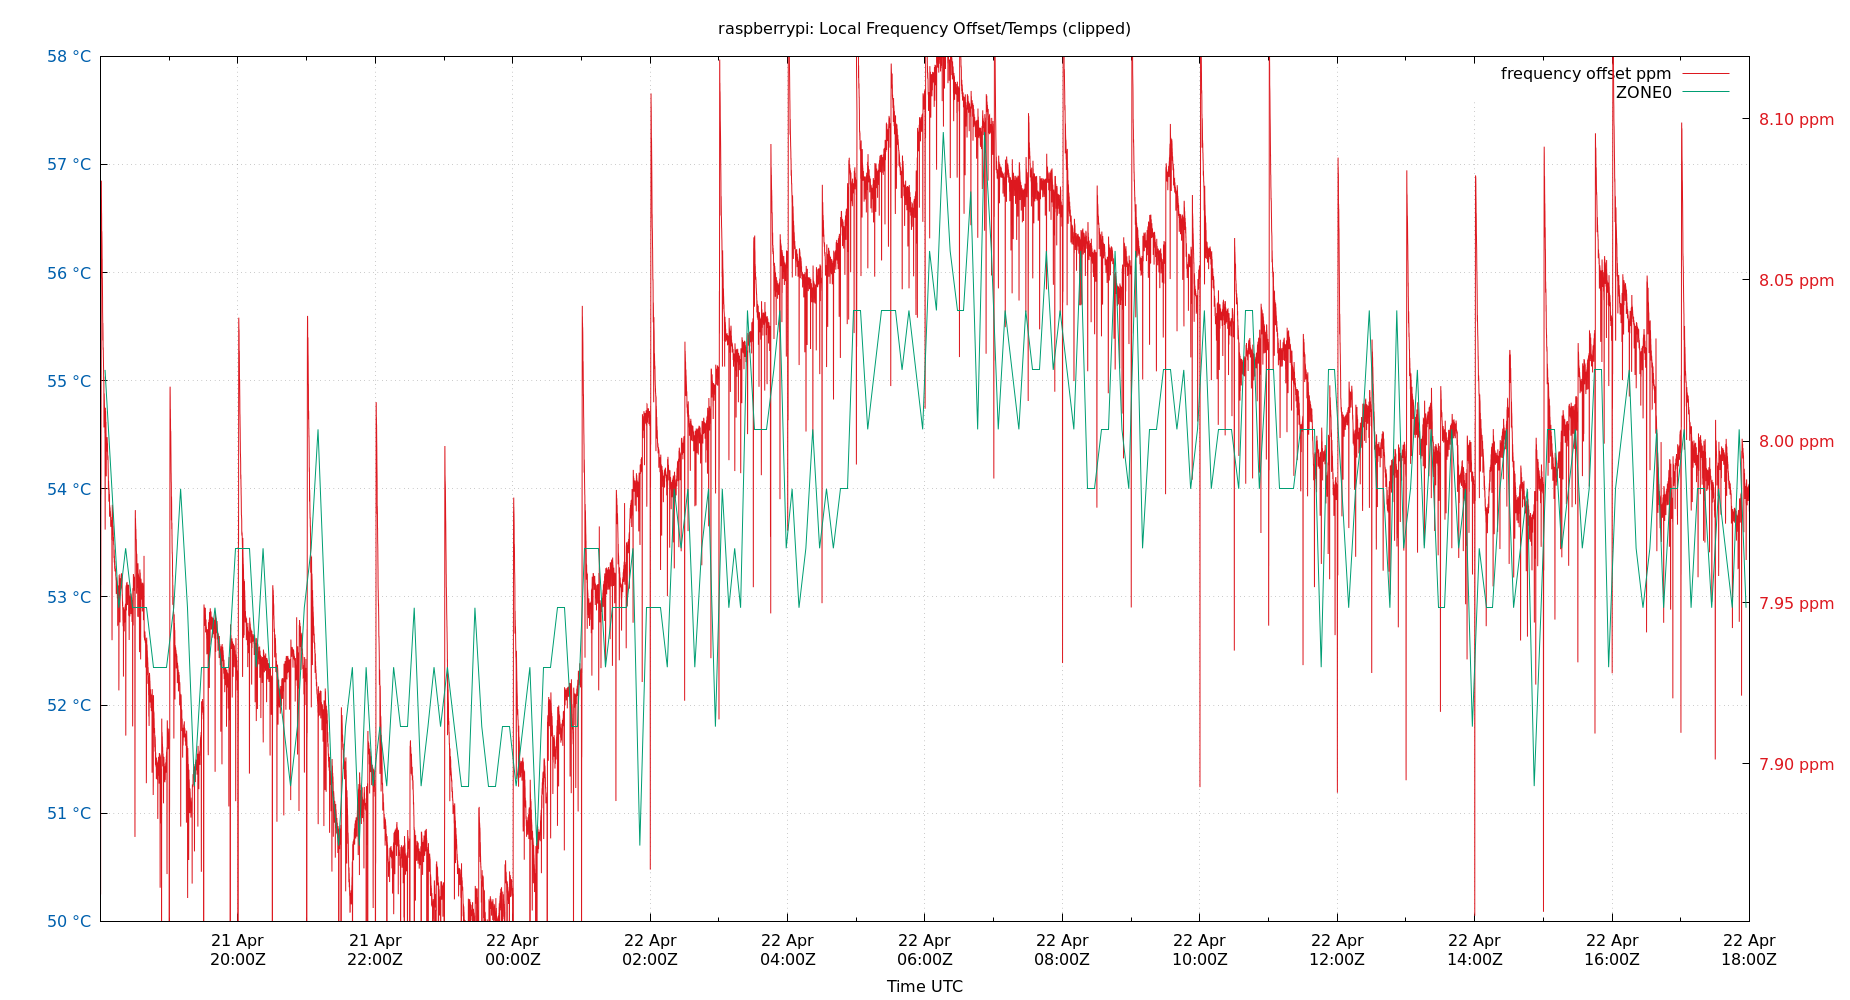 raspberrypi: Local Frequency Offset/Temps (clipped)
58 °C
57 °C
56 °C
55 °C
54 °C
53 °C
52 °C
51 °C
50 °C
frequency offset ppm
ZONE0
8.10 ppm
8.05 ppm
8.00 ppm
7.95 ppm
7.90 ppm
21 Apr 21 Apr 22 Apr 22 Apr 22 Apr 22 Apr 22 Apr 22 Apr 22 Apr 22 Apr 22 Apr 22 Apr
20:00Z 22:00Z 00:00Z 02:00Z 04:00Z 06:00Z 08:00Z 10:00Z 12:00Z 14:00Z 16:00Z 18:00Z
Time UTC